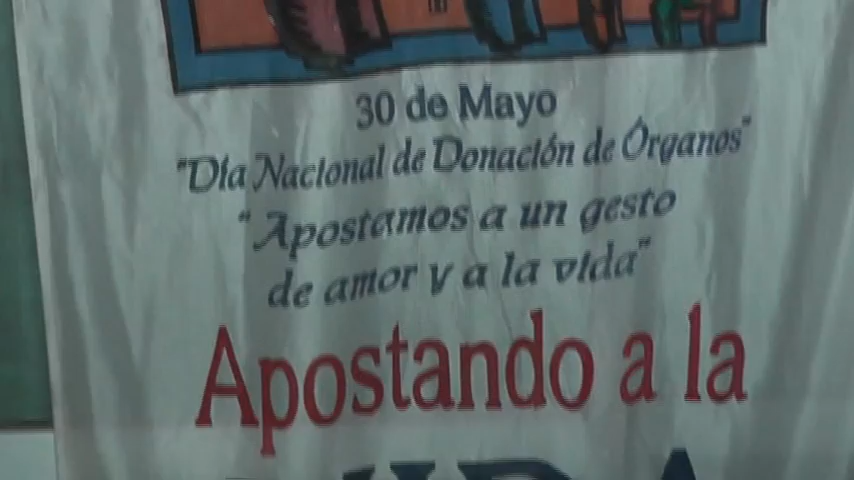 30 de Mayo
"Día Nacional de Donación de Órganos"
"Apostamos a un gesto
de amor y a la vida"
Apostando a la